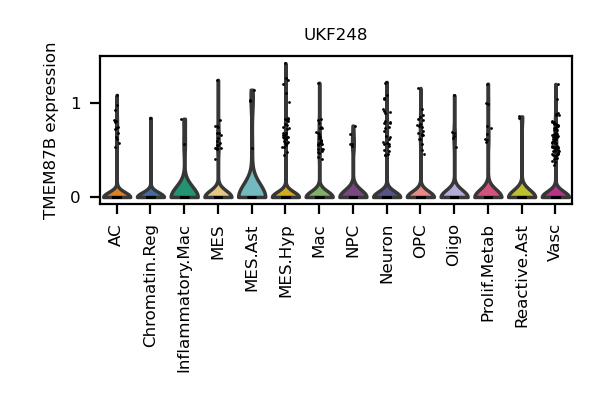 UKF248
TMEM87B expression
1
0
AC
Chromatin.Reg
Inflammatory.Mac
MES
MES.Ast
MES.Hyp
Mac
NPC
Neuron
OPC
Oligo
Prolif.Metab
Reactive.Ast
Vasc